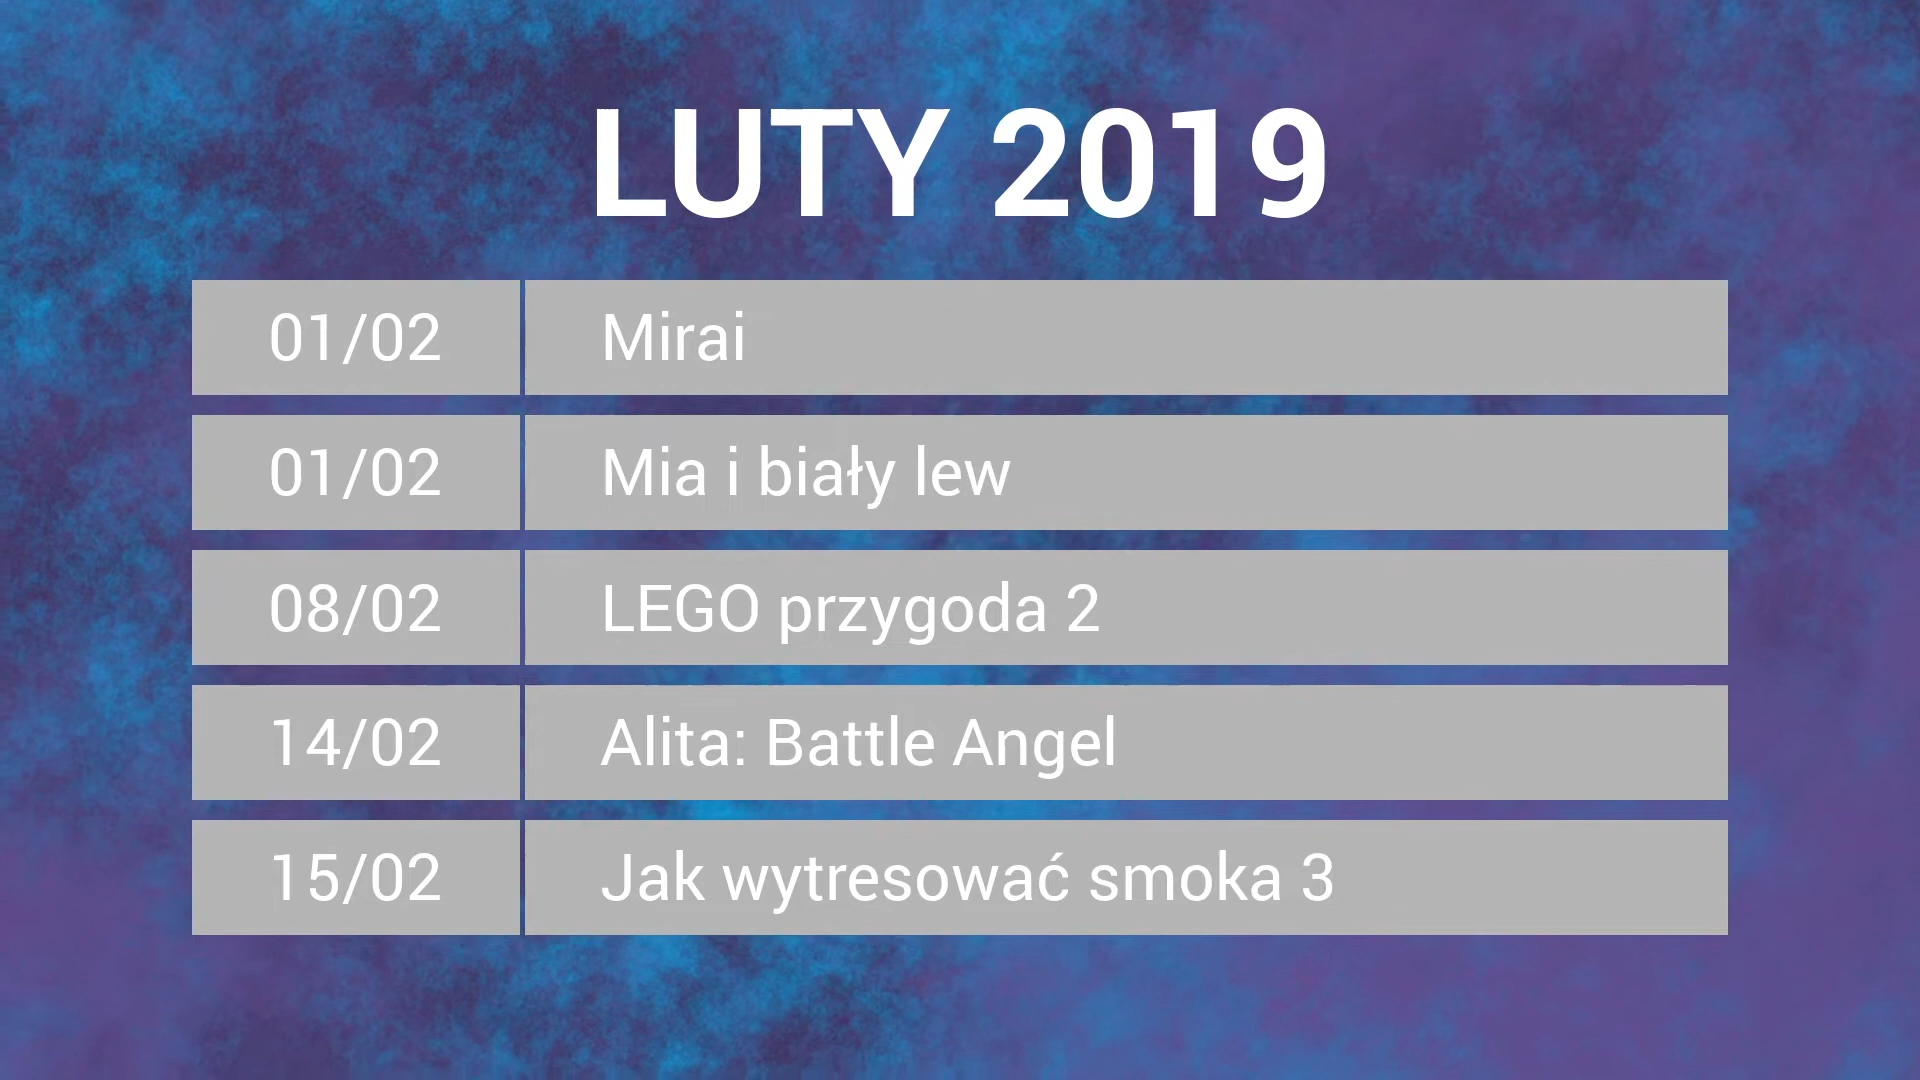 LUTY 2019
01/02 Mirai
01/02 Mia i biały lew
08/02 LEGO przygoda 2
14/02 Alita: Battle Angel
15/02 Jak wytresować smoka 3